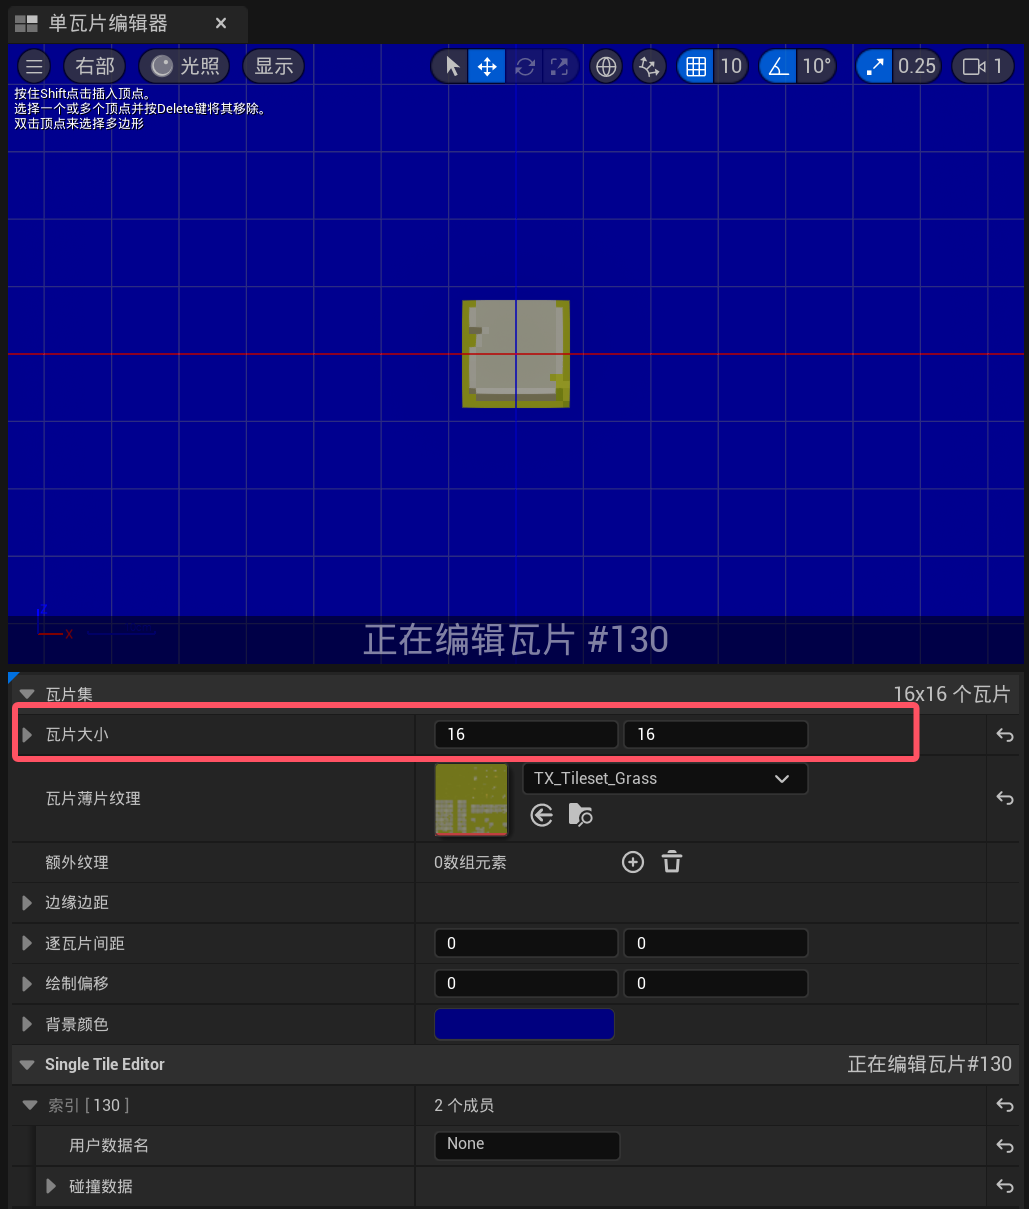 单瓦片编辑器
右部 光照 显示 10 10° 0.25 1
按住Shift点击插入顶点。
选择一个或多个顶点并按Delete键将其移除。
双击顶点来选择多边形
X
正在编辑瓦片 #130
瓦片集 16x16 个瓦片
瓦片大小 16 16
瓦片薄片纹理 TX_Tileset_Grass
额外纹理 0数组元素
边缘边距
逐瓦片间距 0 0
绘制偏移 0 0
背景颜色
Single Tile Editor 正在编辑瓦片#130
索引 [ 130 ] 2 个成员
用户数据名 None
碰撞数据